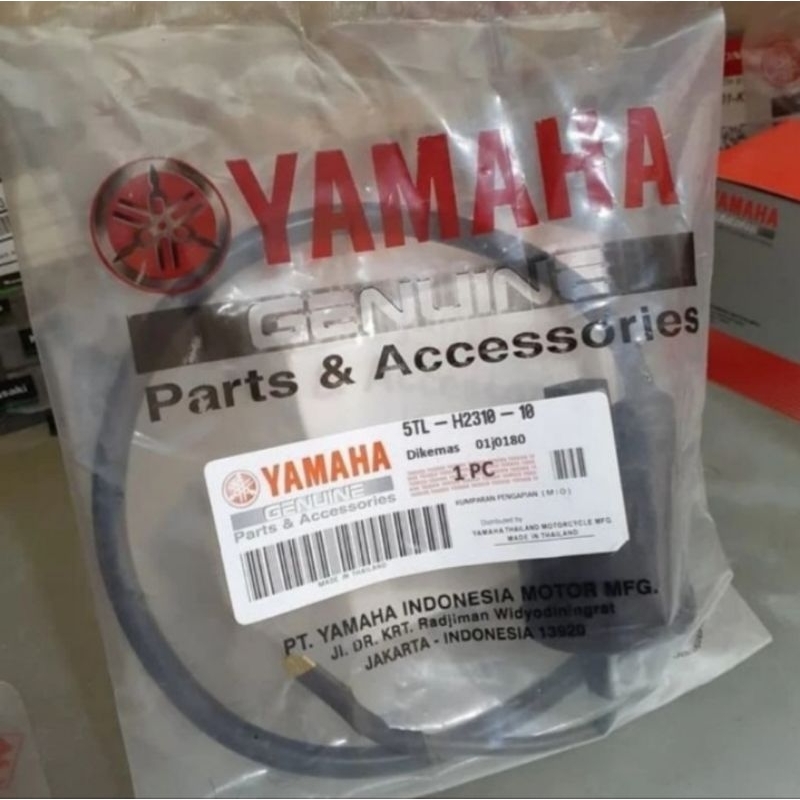 YAMAHA
GENUINE
Parts & Accessories
5TL - H2310 - 10
Dikemas 01j0180
1 PC
YAMAHA
GENUINE
Parts & Accessories
KUMPARAN PENGAPIAN (MIO)
Distributed by
YAMAHA THAILAND MOTORCYCLE MFG.
MADE IN THAILAND
MADE IN THAILAND
PT. YAMAHA INDONESIA MOTOR MFG.
Jl. DR. KRT. Radjiman Widyodiningrat
JAKARTA - INDONESIA 13920
YAMAHA